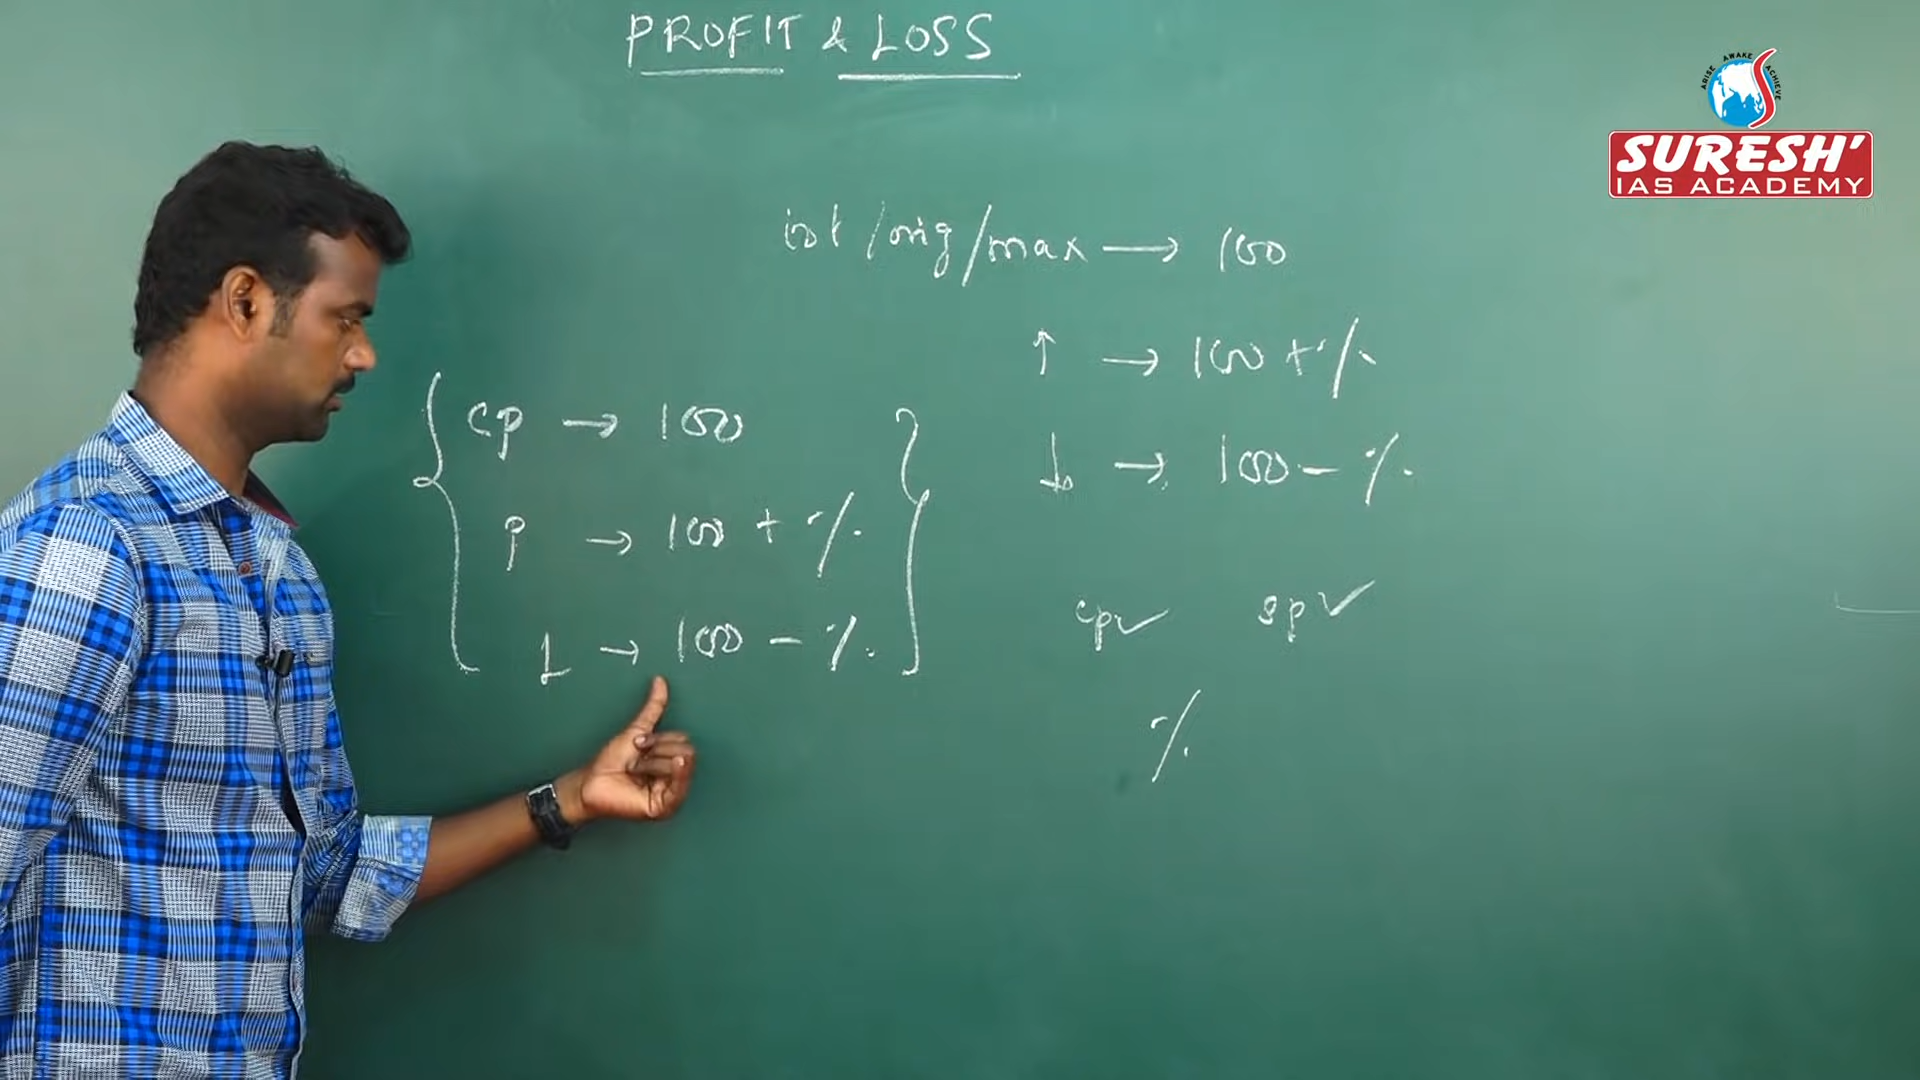 PROFIT & LOSS
ARISE AWAKE ACHIEVE
SURESH'
IAS ACADEMY
int / orig / max → 100
↑ → 100 + %
↓ → 100 - %
cp → 100
P → 100 + %
L → 100 - %
cp✓ sp✓
%